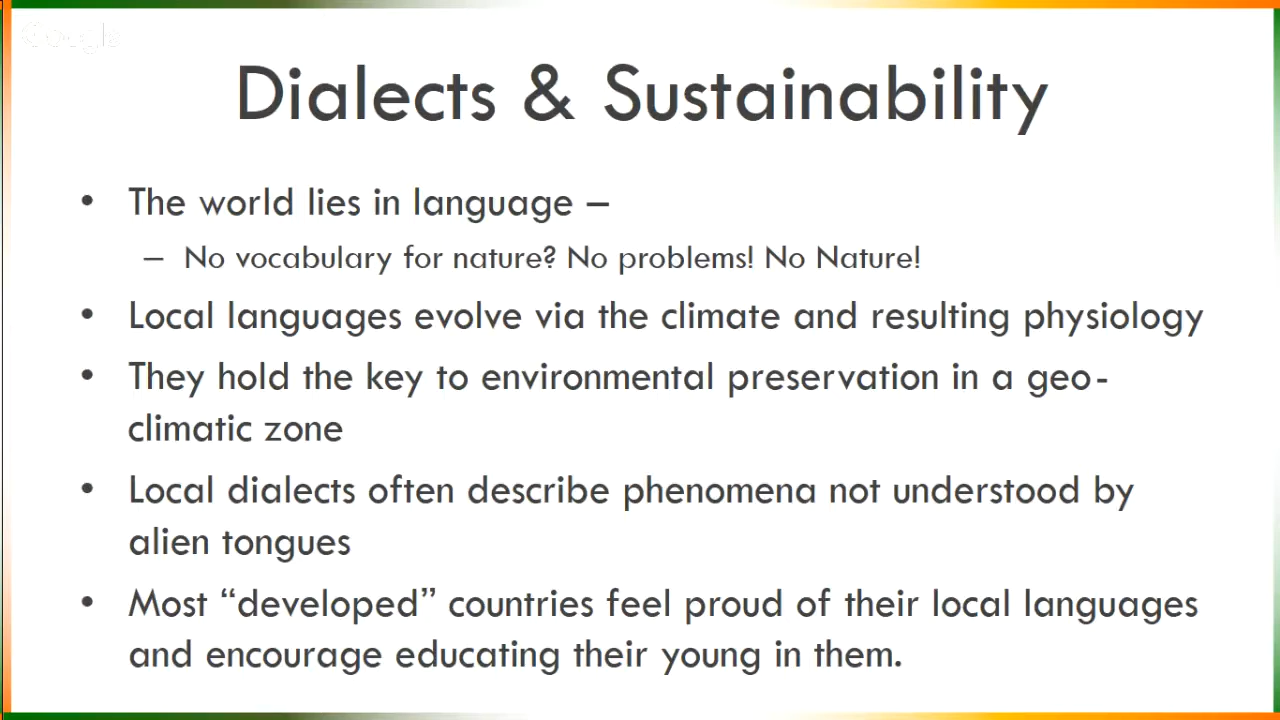 Google
Dialects & Sustainability
• The world lies in language –
– No vocabulary for nature? No problems! No Nature!
• Local languages evolve via the climate and resulting physiology
• They hold the key to environmental preservation in a geo-
climatic zone
• Local dialects often describe phenomena not understood by
alien tongues
• Most “developed” countries feel proud of their local languages
and encourage educating their young in them.